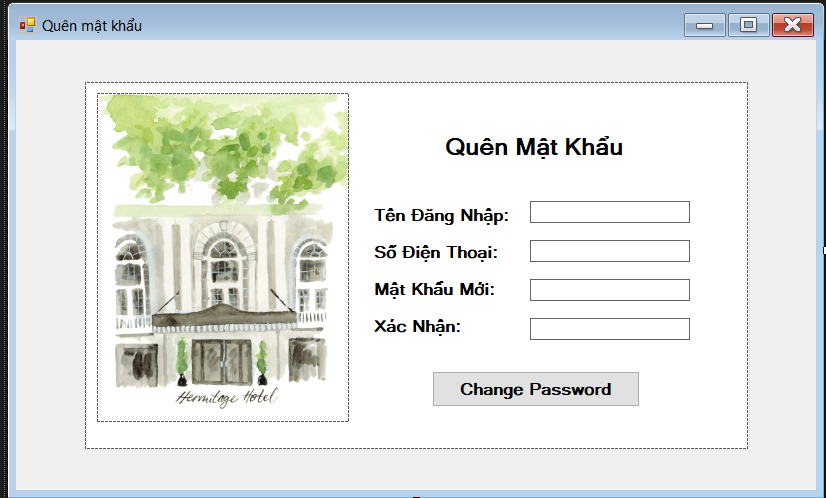 Quên mật khẩu
Quên Mật Khẩu
Tên Đăng Nhập:
Số Điện Thoại:
Mật Khẩu Mới:
Xác Nhận:
Change Password
Hermitage Hotel